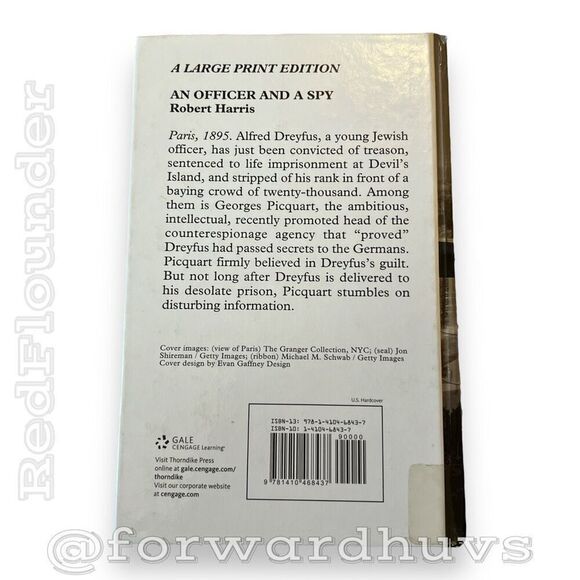 A LARGE PRINT EDITION
AN OFFICER AND A SPY
Robert Harris
Paris, 1895. Alfred Dreyfus, a young Jewish
officer, has just been convicted of treason,
sentenced to life imprisonment at Devil's
Island, and stripped of his rank in front of a
baying crowd of twenty-thousand. Among
them is Georges Picquart, the ambitious,
intellectual, recently promoted head of the
counterespionage agency that “proved”
Dreyfus had passed secrets to the Germans.
Picquart firmly believed in Dreyfus's guilt.
But not long after Dreyfus is delivered to
his desolate prison, Picquart stumbles on
disturbing information.
Cover images: (view of Paris) The Granger Collection, NYC; (seal) Jon
Shireman / Getty Images; (ribbon) Michael M. Schwab / Getty Images
Cover design by Evan Gaffney Design
U.S. Hardcover
ISBN-13: 978-1-4104-6843-7
ISBN-10: 1-4104-6843-7
90000
9 781410 468437
GALE
CENGAGE Learning®
Visit Thorndike Press
online at gale.cengage.com/
thorndike
Visit our corporate website
at cengage.com
RedFlounder
@forwardhuvs